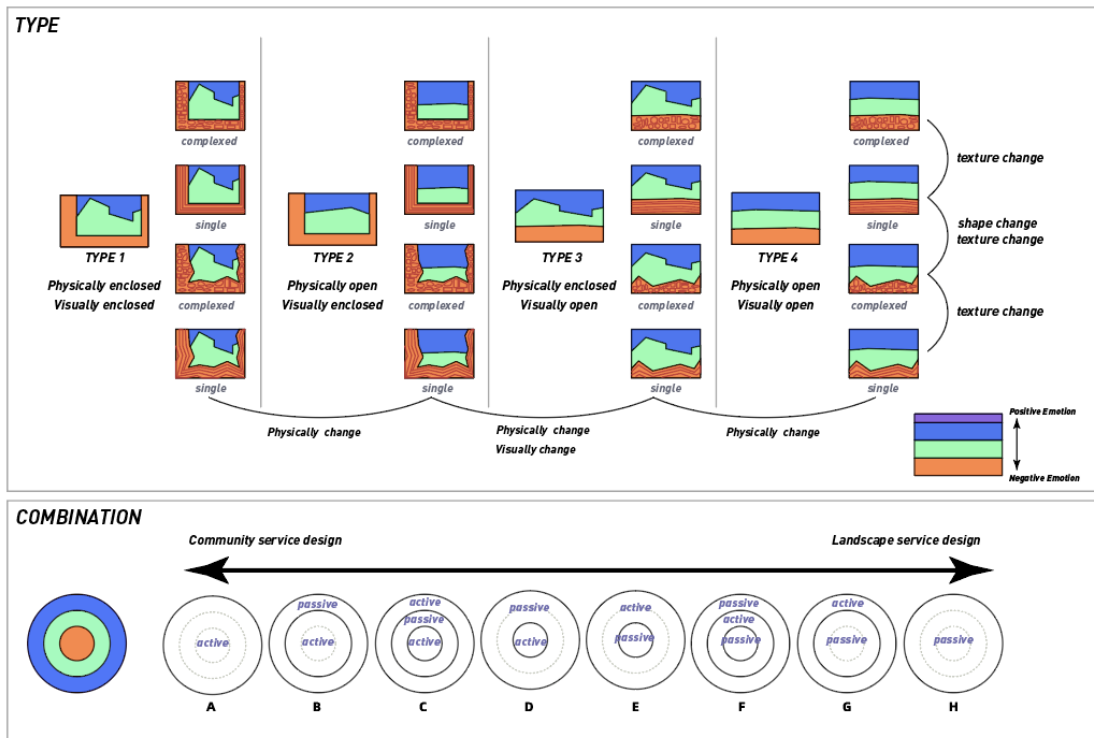 TYPE
complexed
complexed
complexed
complexed
texture change
single
single
single
single
shape change
texture change
TYPE 1
TYPE 2
TYPE 3
TYPE 4
Physically enclosed
Visually enclosed
Physically open
Visually enclosed
Physically enclosed
Visually open
Physically open
Visually open
complexed
complexed
complexed
complexed
texture change
single
single
single
single
Physically change
Physically change
Visually change
Physically change
Positive Emotion
Negative Emotion
COMBINATION
Community service design
Landscape service design
active
passive
active
active
passive
active
passive
active
active
passive
passive
active
passive
active
passive
passive
A
B
C
D
E
F
G
H